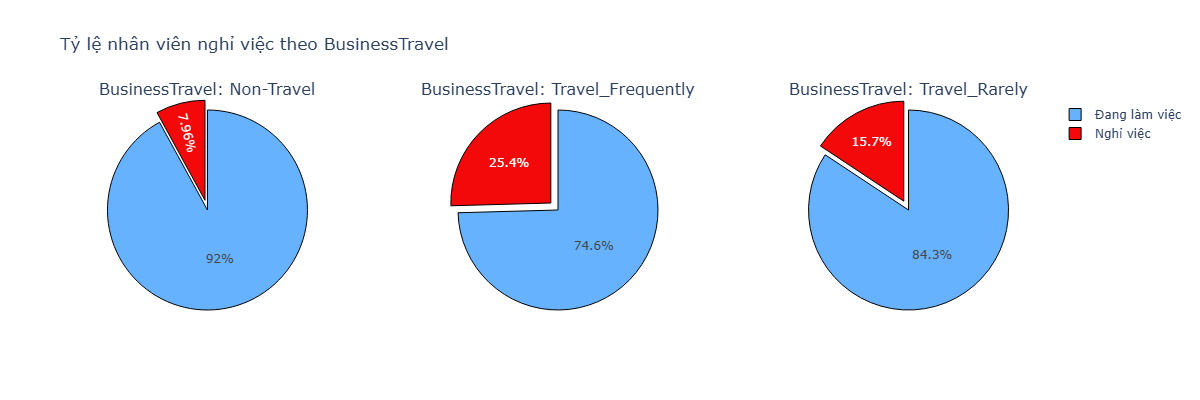 Tỷ lệ nhân viên nghỉ việc theo BusinessTravel
BusinessTravel: Non-Travel
BusinessTravel: Travel_Frequently
BusinessTravel: Travel_Rarely
Đang làm việc
Nghỉ việc
7.96%
92%
25.4%
74.6%
15.7%
84.3%